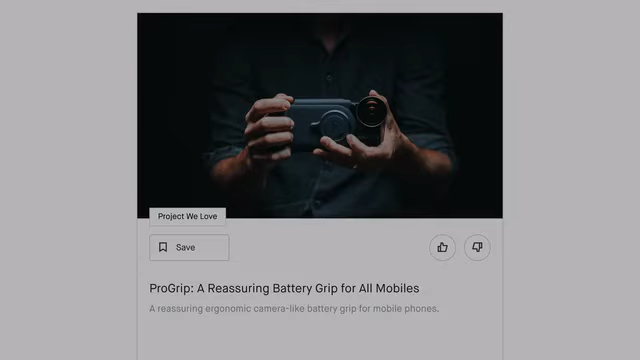 Project We Love
Save
ProGrip: A Reassuring Battery Grip for All Mobiles
A reassuring ergonomic camera-like battery grip for mobile phones.